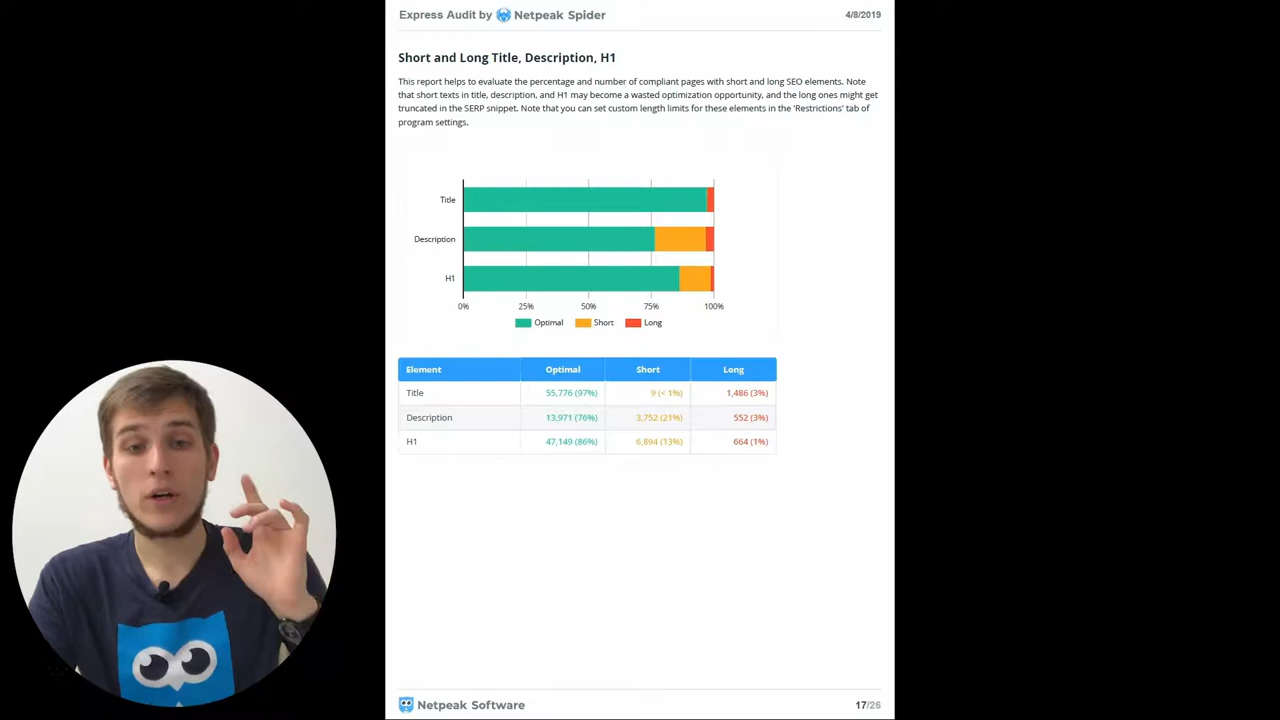 Express Audit by Netpeak Spider
4/8/2019
Short and Long Title, Description, H1
This report helps to evaluate the percentage and number of compliant pages with short and long SEO elements. Note
that short texts in title, description, and H1 may become a wasted optimization opportunity, and the long ones might get
truncated in the SERP snippet. Note that you can set custom length limits for these elements in the 'Restrictions' tab of
program settings.
Title
Description
H1
0% 25% 50% 75% 100%
Optimal Short Long
Element Optimal Short Long
Title 55,776 (97%) 9 (< 1%) 1,486 (3%)
Description 13,971 (76%) 3,752 (21%) 552 (3%)
H1 47,149 (86%) 6,894 (13%) 664 (1%)
Netpeak Software
17/26